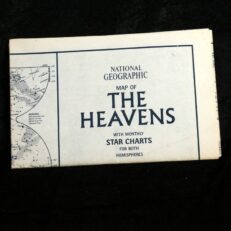 NATIONAL
GEOGRAPHIC
MAP OF
THE
HEAVENS
WITH MONTHLY
STAR CHARTS
FOR BOTH
HEMISPHERES